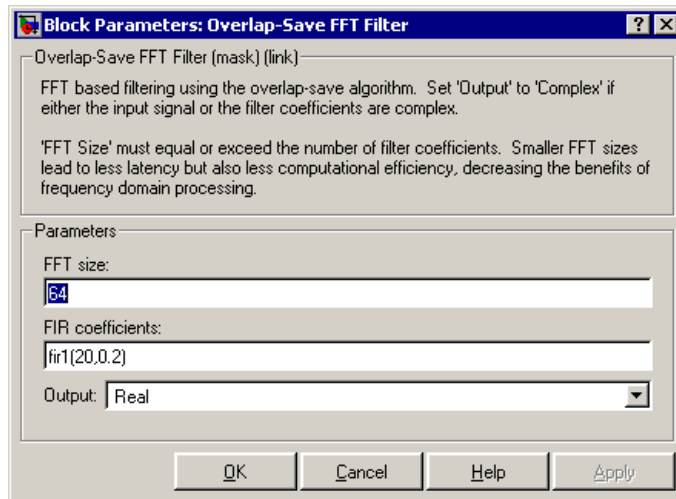 Block Parameters: Overlap-Save FFT Filter
Overlap-Save FFT Filter (mask) (link)
FFT based filtering using the overlap-save algorithm.  Set 'Output' to 'Complex' if
either the input signal or the filter coefficients are complex.
'FFT Size' must equal or exceed the number of filter coefficients.  Smaller FFT sizes
lead to less latency but also less computational efficiency, decreasing the benefits of
frequency domain processing.
Parameters
FFT size:
64
FIR coefficients:
fir1(20,0.2)
Output: Real
OK Cancel Help Apply